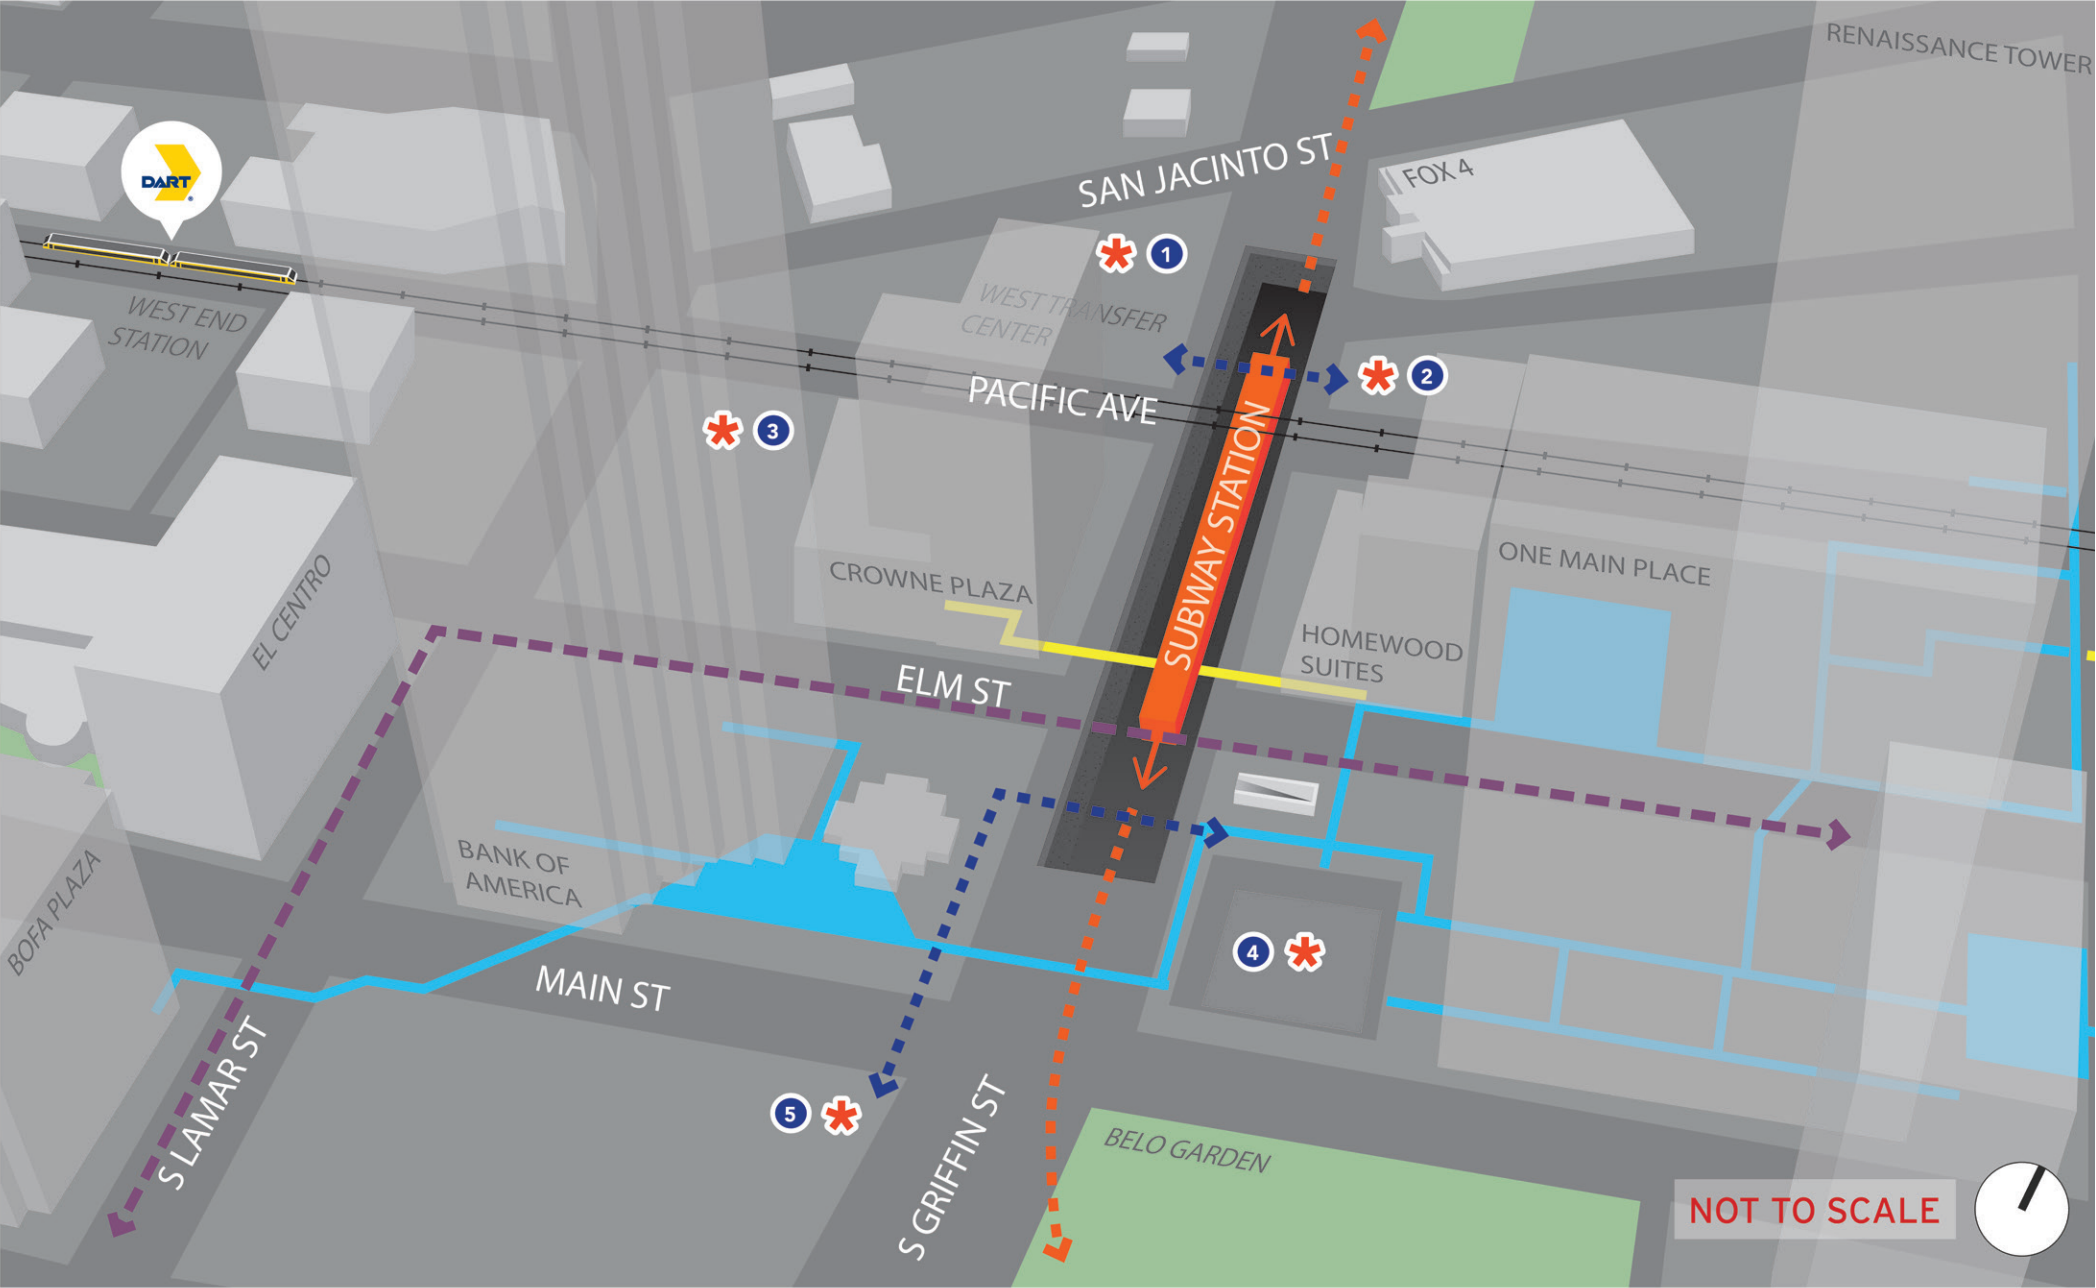 RENAISSANCE TOWER
SAN JACINTO ST
FOX 4
DART
1
WEST TRANSFER
CENTER
WEST END
STATION
2
PACIFIC AVE
3
SUBWAY STATION
ONE MAIN PLACE
CROWNE PLAZA
EL CENTRO
HOMEWOOD
SUITES
ELM ST
BANK OF
AMERICA
BOFA PLAZA
4
MAIN ST
S LAMAR ST
5
S GRIFFIN ST
BELO GARDEN
NOT TO SCALE